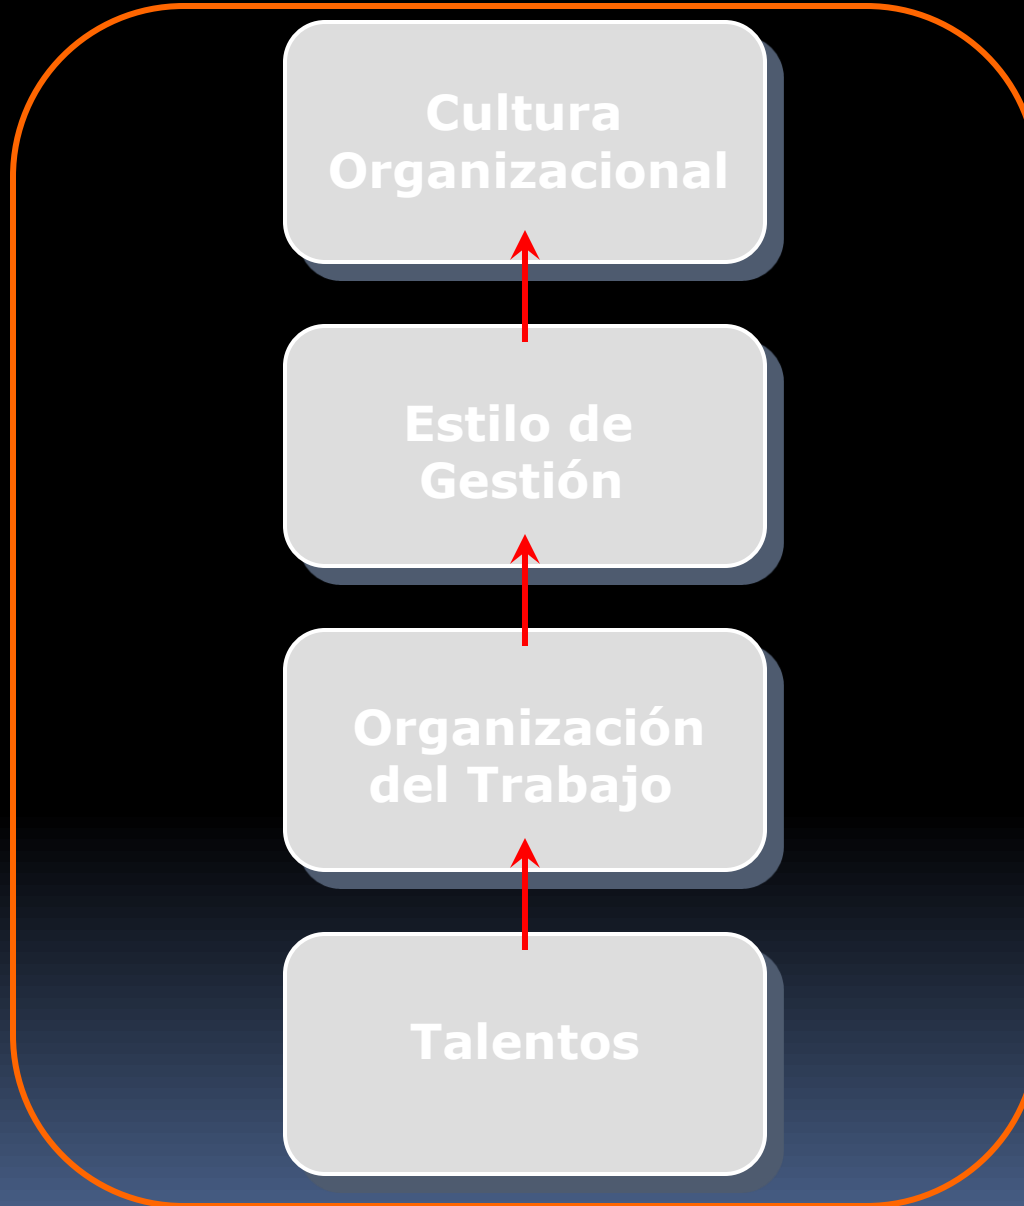 Cultura
Organizacional
Estilo de
Gestión
Organización
del Trabajo
Talentos